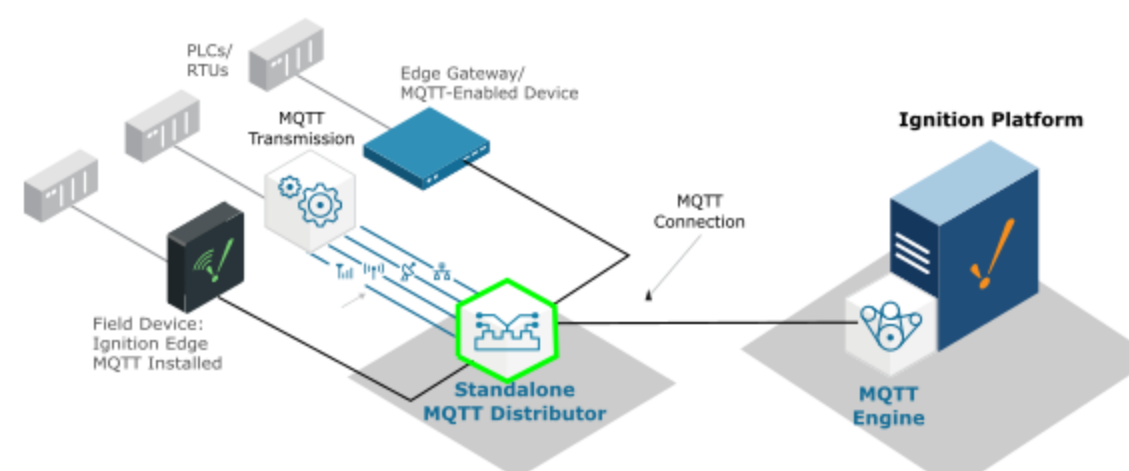 PLCs/
RTUs
Edge Gateway/
MQTT-Enabled Device
MQTT
Transmission
Ignition Platform
MQTT
Connection
Field Device:
Ignition Edge
MQTT Installed
Standalone
MQTT Distributor
MQTT
Engine